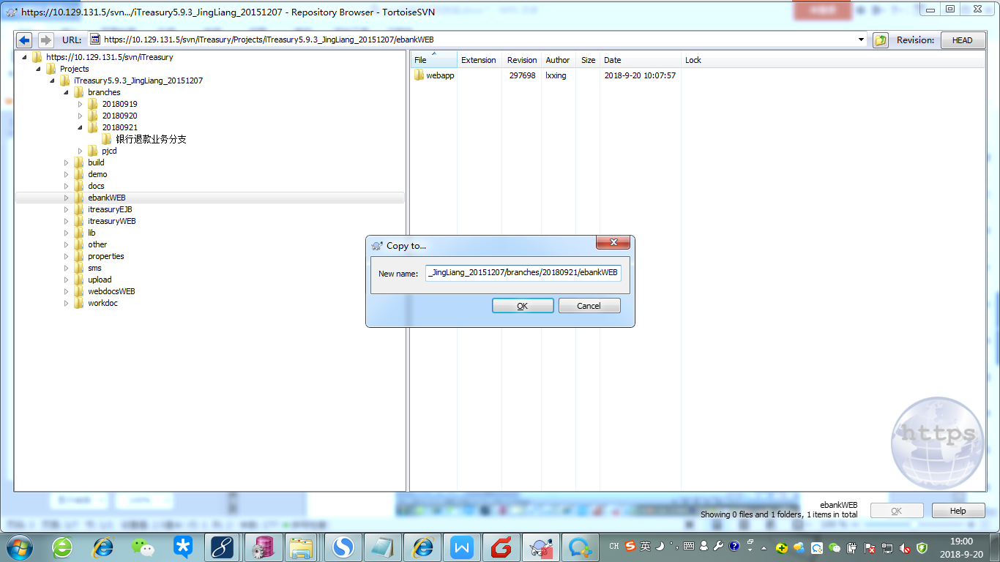 https://10.129.131.5/svn.../iTreasury5.9.3_JingLiang_20151207 - Repository Browser - TortoiseSVN
URL: https://10.129.131.5/svn/iTreasury/Projects/iTreasury5.9.3_JingLiang_20151207/ebankWEB Revision: HEAD
https://10.129.131.5/svn/iTreasury
Projects
iTreasury5.9.3_JingLiang_20151207
branches
20180919
20180920
20180921
银行退款业务分支
pjcd
build
demo
docs
ebankWEB
itreasuryEJB
itreasuryWEB
lib
other
properties
sms
upload
webdocsWEB
workdoc
File Extension Revision Author Size Date Lock
webapp 297698 lxxing 2018-9-20 10:07:57
Copy to...
New name: _JingLiang_20151207/branches/20180921/ebankWEB
OK Cancel
https
ebankWEB
Showing 0 files and 1 folders, 1 items in total
OK Help
CH 英
19:00
2018-9-20